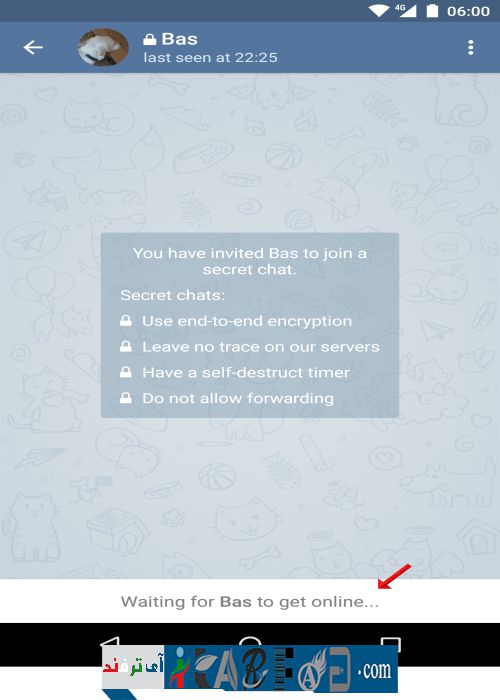 4G 06:00
Bas
last seen at 22:25
You have invited Bas to join a
secret chat.
Secret chats:
Use end-to-end encryption
Leave no trace on our servers
Have a self-destruct timer
Do not allow forwarding
Waiting for Bas to get online...
آی ترفند
.com